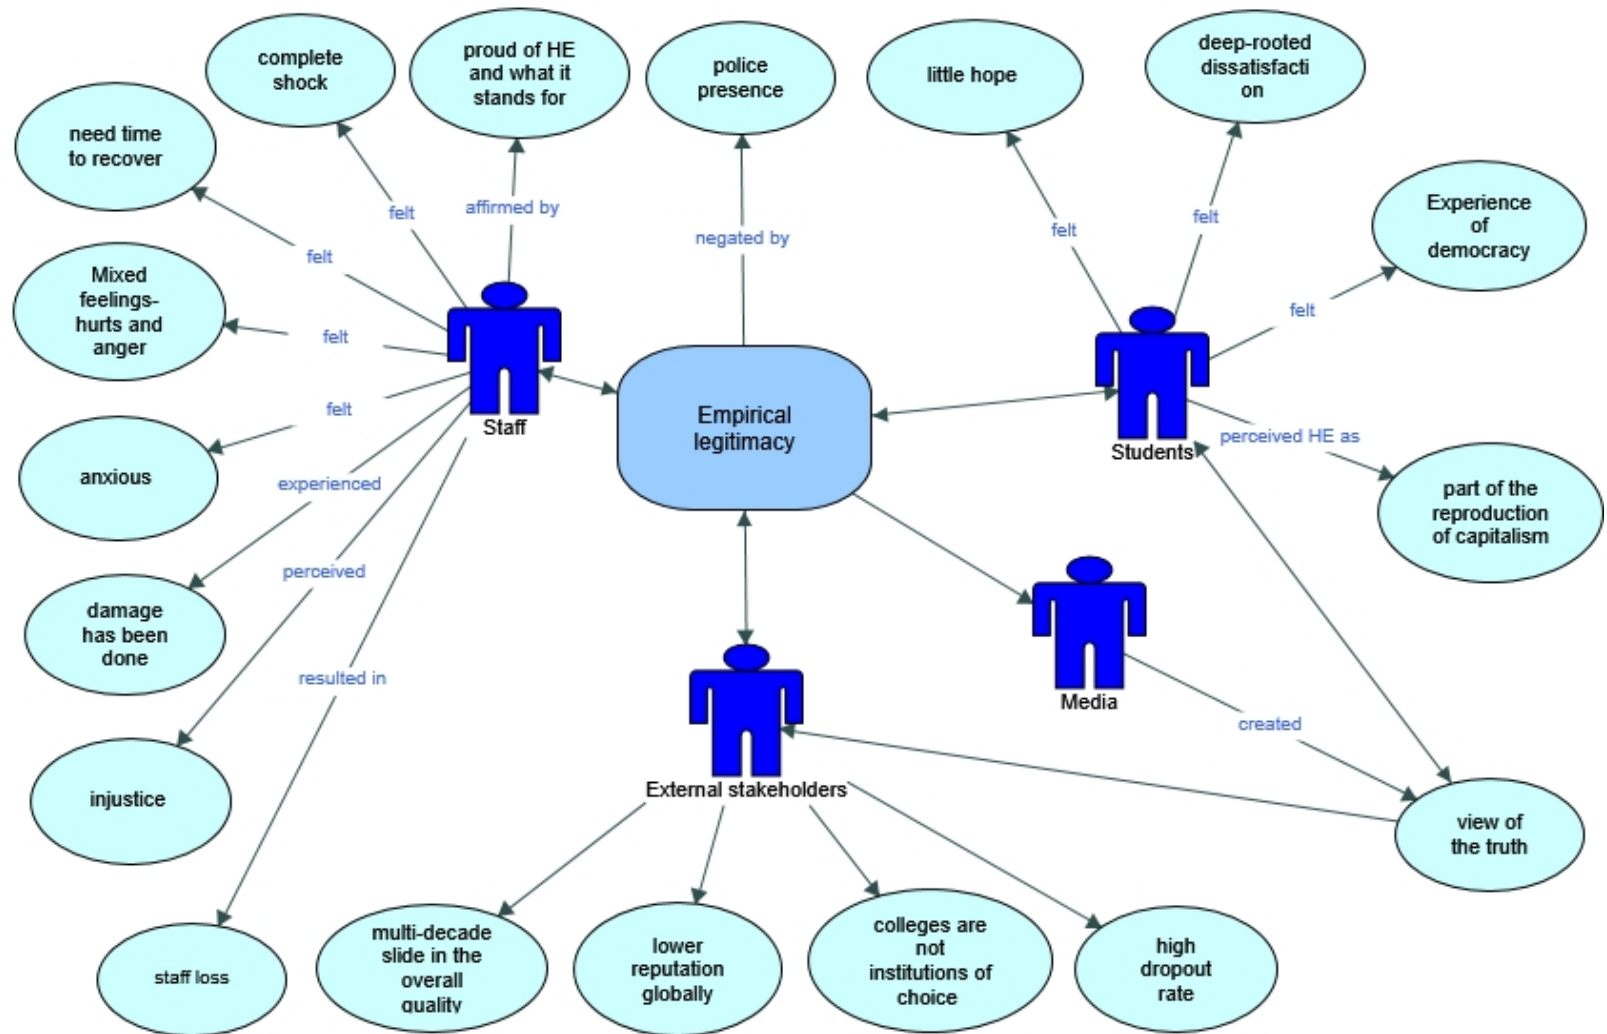 complete
shock
proud of HE
and what it
stands for
police
presence
little hope
deep-rooted
dissatisfacti
on
need time
to recover
Experience
of
democracy
felt
affirmed by
negated by
felt
felt
felt
felt
Mixed
feelings-
hurts and
anger
felt
felt
Staff
Empirical
legitimacy
Students
perceived HE as
anxious
experienced
part of the
reproduction
of capitalism
perceived
damage
has been
done
resulted in
Media
created
External stakeholders
injustice
view of
the truth
staff loss
multi-decade
slide in the
overall
quality
lower
reputation
globally
colleges are
not
institutions of
choice
high
dropout
rate